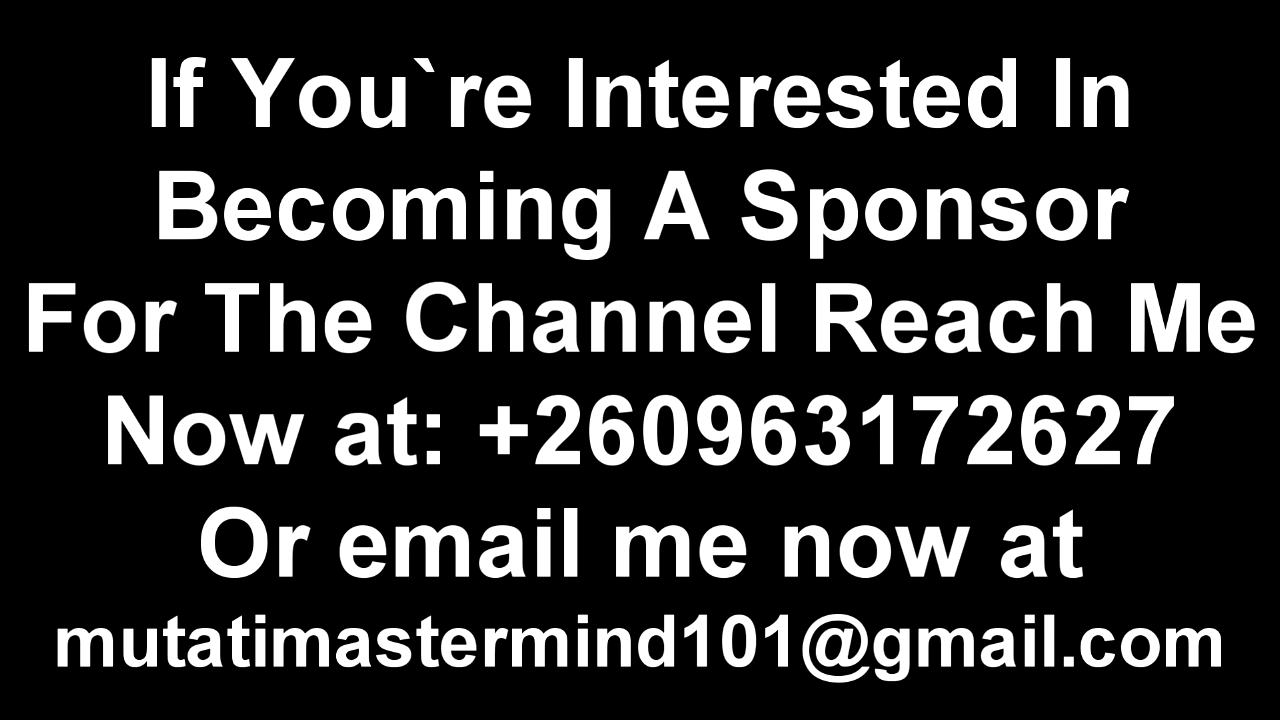 If You`re Interested In
Becoming A Sponsor
For The Channel Reach Me
Now at: +260963172627
Or email me now at
mutatimastermind101@gmail.com